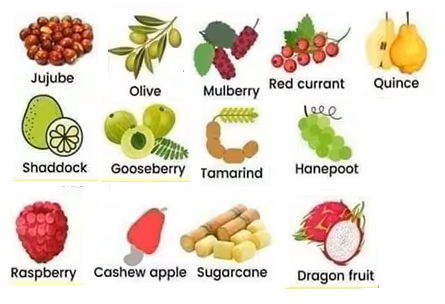 Jujube
Olive
Mulberry
Red currant
Quince
Shaddock
Gooseberry
Tamarind
Hanepoot
Raspberry
Cashew apple
Sugarcane
Dragon fruit